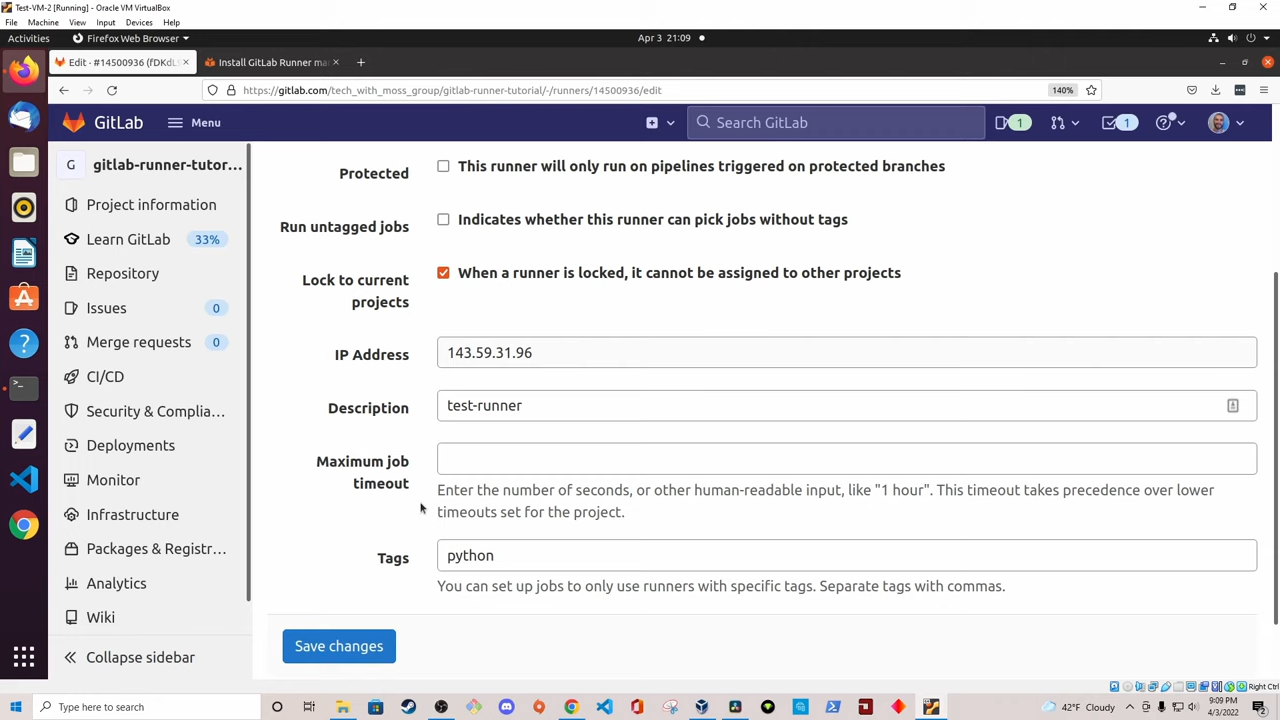 Test-VM-2 [Running] - Oracle VM VirtualBox
File Machine View Input Devices Help
Activities
Firefox Web Browser
Apr 3 21:09
Edit · #14500936 (fDKdL
Install GitLab Runner ma
https://gitlab.com/tech_with_moss_group/gitlab-runner-tutorial/-/runners/14500936/edit
140%
GitLab
Menu
Search GitLab
1
1
G
gitlab-runner-tutor...
Project information
Learn GitLab
33%
Repository
Issues
0
Merge requests
0
CI/CD
Security & Complia...
Deployments
Monitor
Infrastructure
Packages & Registr...
Analytics
Wiki
Collapse sidebar
Protected
This runner will only run on pipelines triggered on protected branches
Run untagged jobs
Indicates whether this runner can pick jobs without tags
Lock to current
projects
When a runner is locked, it cannot be assigned to other projects
IP Address
143.59.31.96
Description
test-runner
Maximum job
timeout
Enter the number of seconds, or other human-readable input, like "1 hour". This timeout takes precedence over lower
timeouts set for the project.
Tags
python
You can set up jobs to only use runners with specific tags. Separate tags with commas.
Save changes
Right Ctrl
Type here to search
42°F Cloudy
9:09 PM
4/3/2022
2